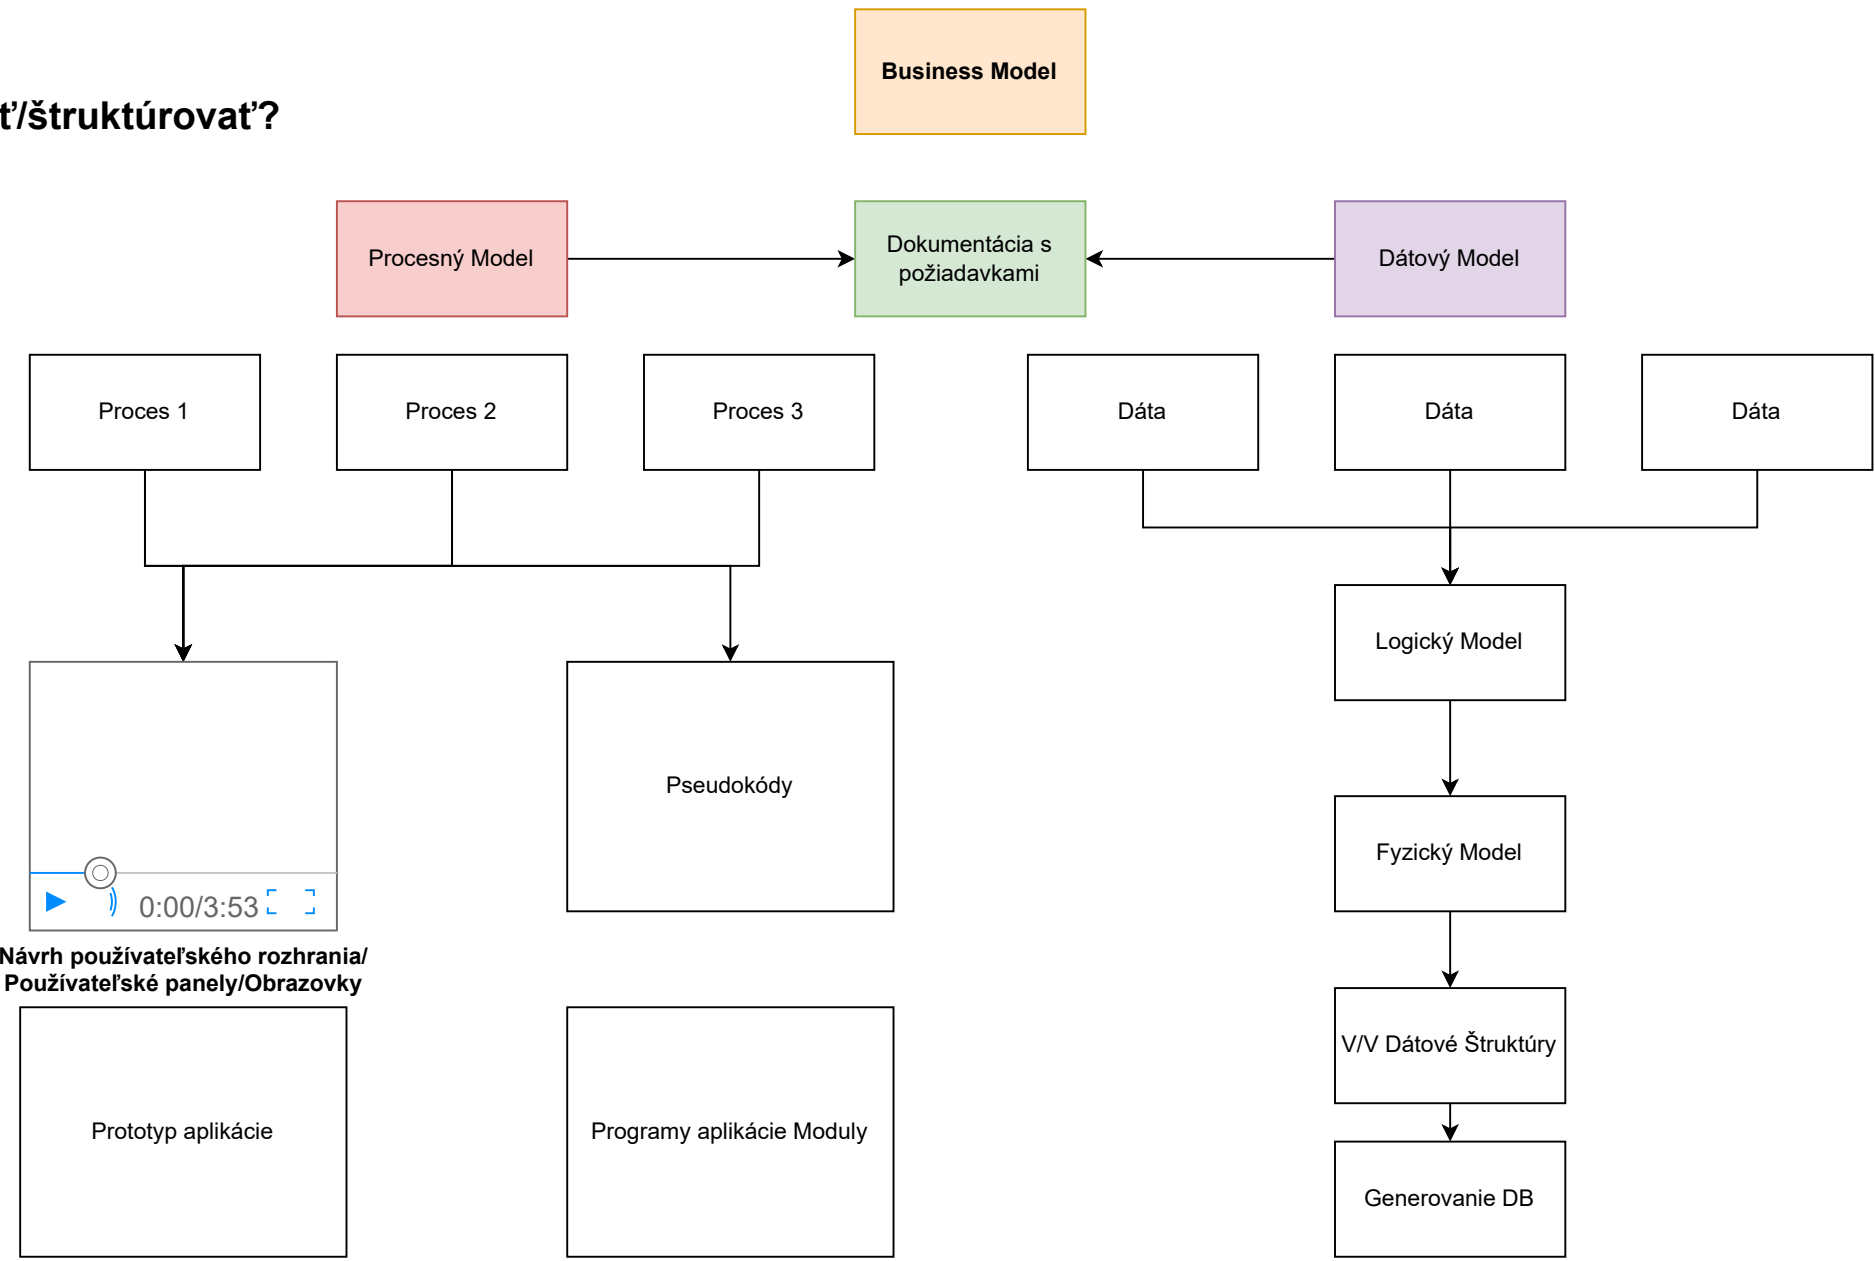 Business Model
ť/štruktúrovať?
Procesný Model
Dokumentácia s
požiadavkami
Dátový Model
Proces 1
Proces 2
Proces 3
Dáta
Dáta
Dáta
Logický Model
Pseudokódy
Fyzický Model
0:00/3:53
Návrh používateľského rozhrania/
Používateľské panely/Obrazovky
V/V Dátové Štruktúry
Prototyp aplikácie
Programy aplikácie Moduly
Generovanie DB